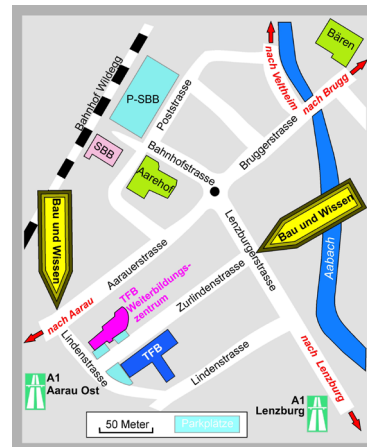 Bären
Bahnhof Wildegg
P-SBB
Poststrasse
nach Veltheim
nach Brugg
SBB
Bahnhofstrasse
Bruggerstrasse
Aarehof
Bau und Wissen
Bau und Wissen
Lenzburgerstrasse
Aabach
Aarauerstrasse
TFB
Weiterbildungs-
zentrum
Zurlindenstrasse
nach Aarau
Lindenstrasse
TFB
Lindenstrasse
nach Lenzburg
A1
Aarau Ost
A1
Lenzburg
50 Meter
Parkplätze